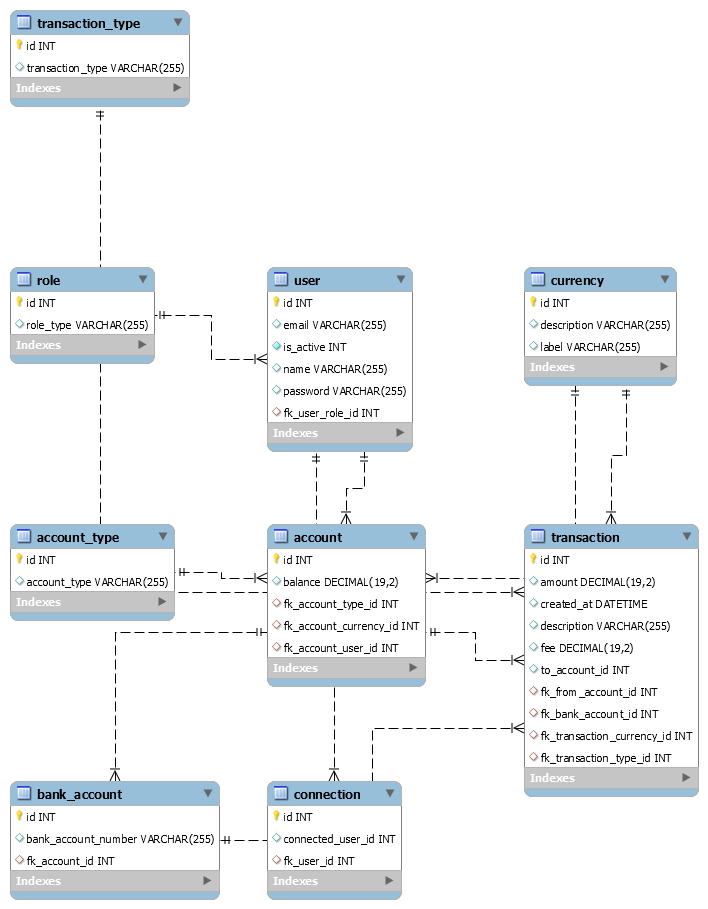 transaction_type
id INT
transaction_type VARCHAR(255)
Indexes
role
id INT
role_type VARCHAR(255)
Indexes
user
id INT
email VARCHAR(255)
is_active INT
name VARCHAR(255)
password VARCHAR(255)
fk_user_role_id INT
Indexes
currency
id INT
description VARCHAR(255)
label VARCHAR(255)
Indexes
account_type
id INT
account_type VARCHAR(255)
Indexes
account
id INT
balance DECIMAL(19,2)
fk_account_type_id INT
fk_account_currency_id INT
fk_account_user_id INT
Indexes
transaction
id INT
amount DECIMAL(19,2)
created_at DATETIME
description VARCHAR(255)
fee DECIMAL(19,2)
to_account_id INT
fk_from_account_id INT
fk_bank_account_id INT
fk_transaction_currency_id INT
fk_transaction_type_id INT
Indexes
bank_account
id INT
bank_account_number VARCHAR(255)
fk_account_id INT
Indexes
connection
id INT
connected_user_id INT
fk_user_id INT
Indexes